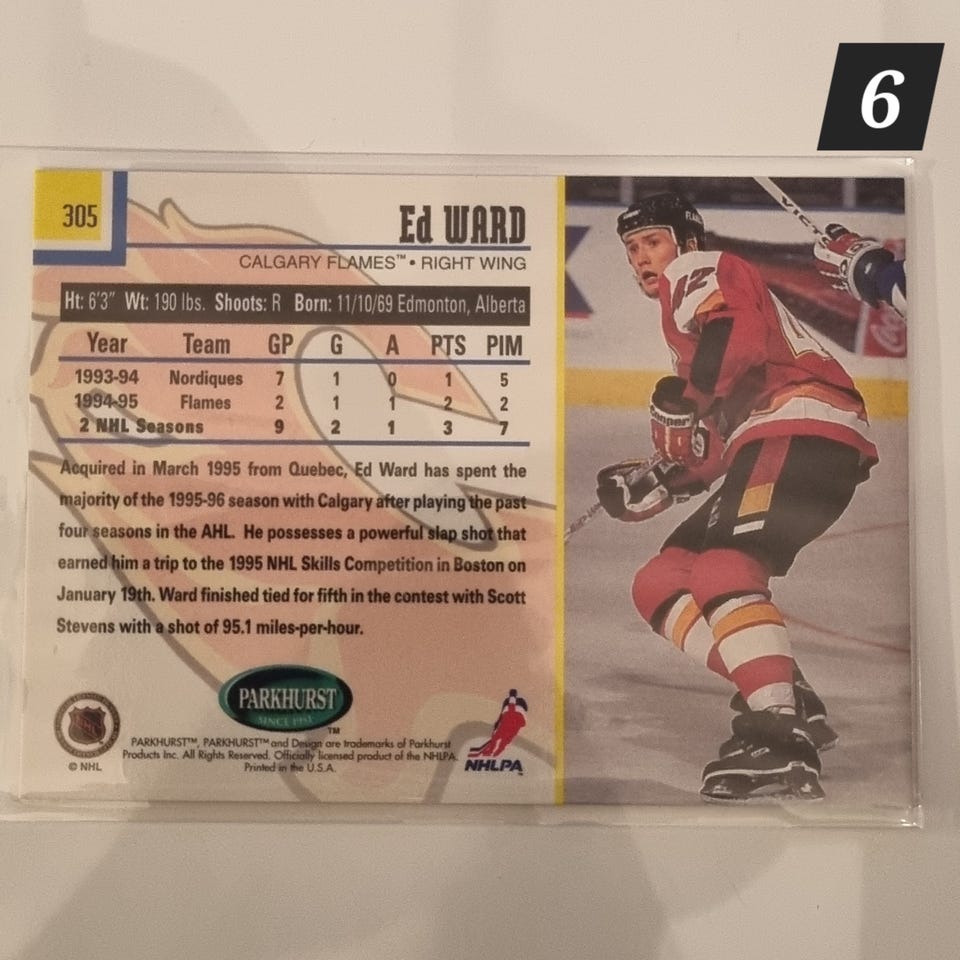 6
305
Ed WARD
CALGARY FLAMES™ • RIGHT WING
Ht: 6'3" Wt: 190 lbs. Shoots: R Born: 11/10/69 Edmonton, Alberta
Year Team GP G A PTS PIM
1993-94 Nordiques 7 1 0 1 5
1994-95 Flames 2 1 1 2 2
2 NHL Seasons 9 2 1 3 7
Acquired in March 1995 from Quebec, Ed Ward has spent the
majority of the 1995-96 season with Calgary after playing the past
four seasons in the AHL. He possesses a powerful slap shot that
earned him a trip to the 1995 NHL Skills Competition in Boston on
January 19th. Ward finished tied for fifth in the contest with Scott
Stevens with a shot of 95.1 miles-per-hour.
PARKHURST
SINCE 1951
™
PARKHURST™, PARKHURST™ and Design are trademarks of Parkhurst
Products Inc. All Rights Reserved. Officially licensed product of the NHLPA.
Printed in the U.S.A.
NHL
© NHL
NHLPA
VIC
42
Cooper